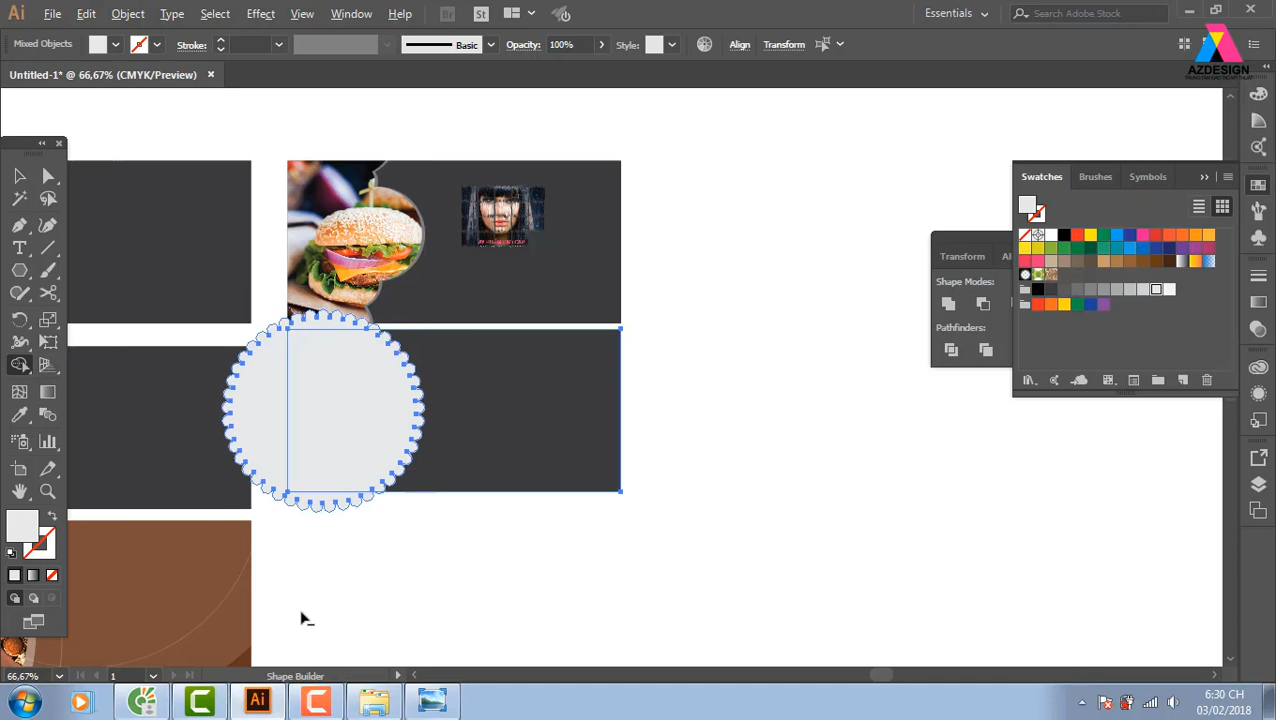 Ai File Edit Object Type Select Effect View Window Help Br St Essentials Search Adobe Stock
Mixed Objects Stroke: Basic Opacity: 100% Style: Align Transform
AZDESIGN
Untitled-1* @ 66,67% (CMYK/Preview)
Swatches Brushes Symbols
Transform
Shape Modes:
Pathfinders:
66,67% 1 Shape Builder
Ai
6:30 CH
03/02/2018